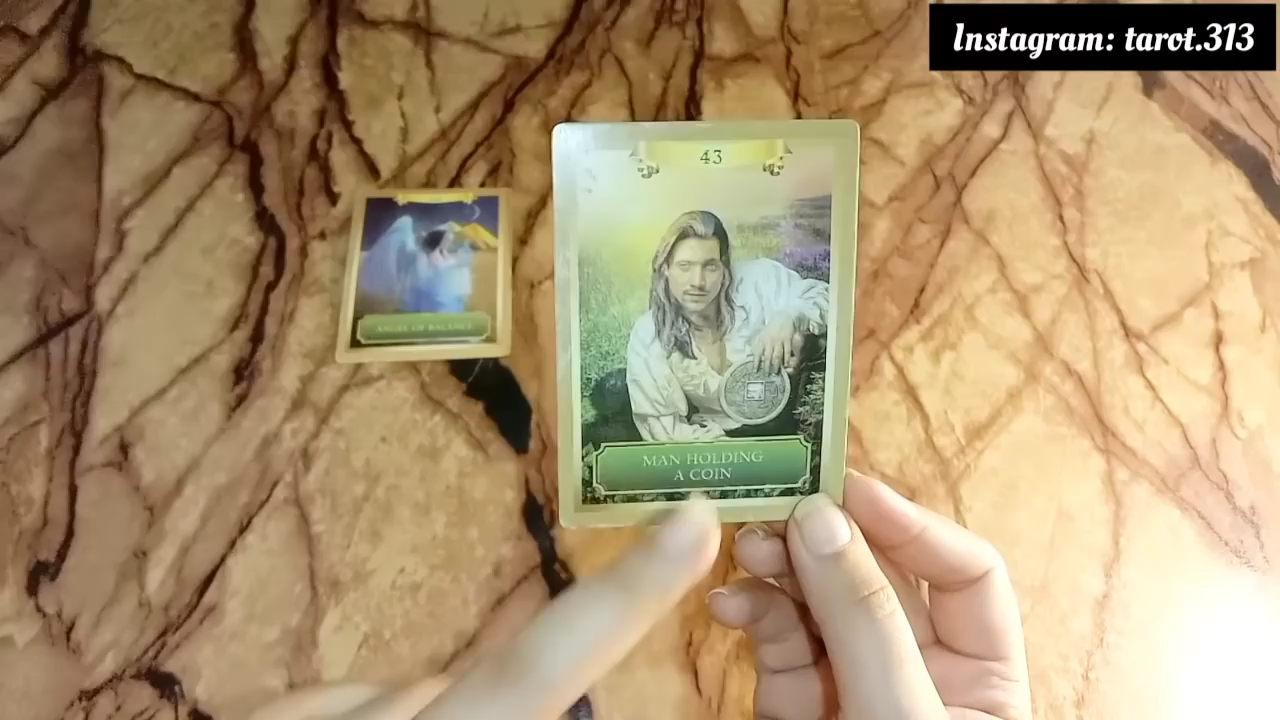 Instagram: tarot.313
43
MAN HOLDING
A COIN
ANGEL OF BALANCE